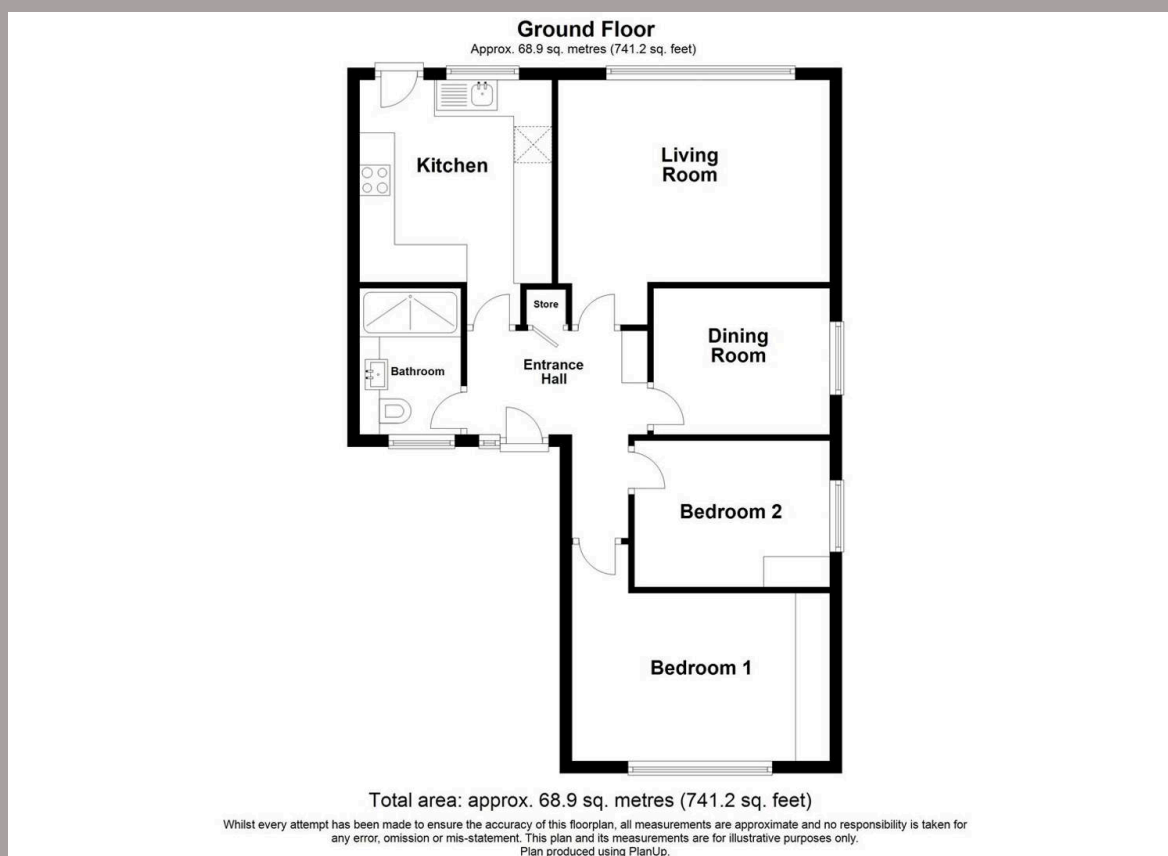 Ground Floor
Approx. 68.9 sq. metres (741.2 sq. feet)
Kitchen
Living
Room
Store
Dining
Room
Entrance
Hall
Bathroom
Bedroom 2
Bedroom 1
Total area: approx. 68.9 sq. metres (741.2 sq. feet)
Whilst every attempt has been made to ensure the accuracy of this floorplan, all measurements are approximate and no responsibility is taken for
any error, omission or mis-statement. This plan and its measurements are for illustrative purposes only.
Plan produced using PlanUp.